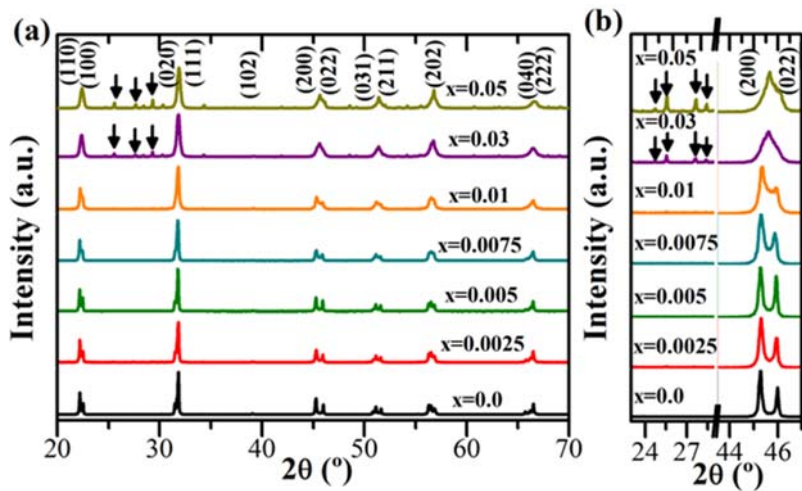 (a)
(110)
(100)
(020)
(111)
(102)
(200)
(022)
(031)
(211)
(202)
(040)
(222)
x=0.05
x=0.03
x=0.01
x=0.0075
x=0.005
x=0.0025
x=0.0
Intensity (a.u.)
20 30 40 50 60 70
2θ (º)
(b)
x=0.05
(200)
(022)
x=0.03
x=0.01
x=0.0075
x=0.005
x=0.0025
x=0.0
Intensity (a.u.)
24 27 44 46
2θ (º)